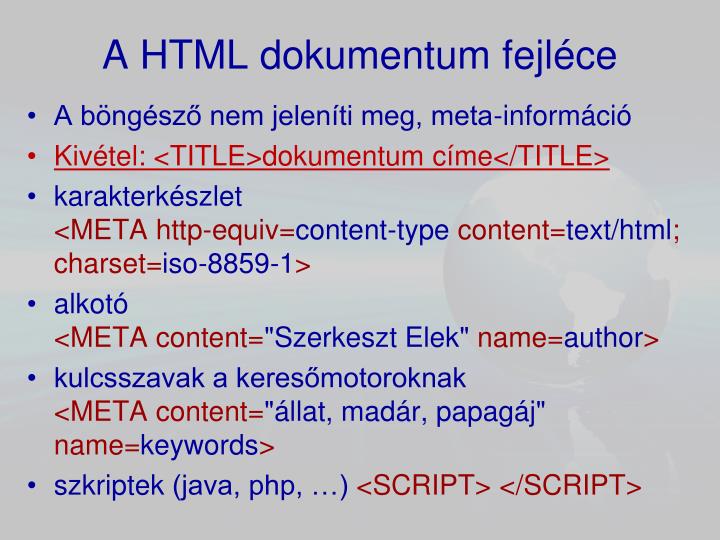 A HTML dokumentum fejléce
• A böngésző nem jeleníti meg, meta-információ
• Kivétel: <TITLE>dokumentum címe</TITLE>
• karakterkészlet
<META http-equiv=content-type content=text/html;
charset=iso-8859-1>
• alkotó
<META content="Szerkeszt Elek" name=author>
• kulcsszavak a keresőmotoroknak
<META content="állat, madár, papagáj"
name=keywords>
• szkriptek (java, php, …) <SCRIPT> </SCRIPT>